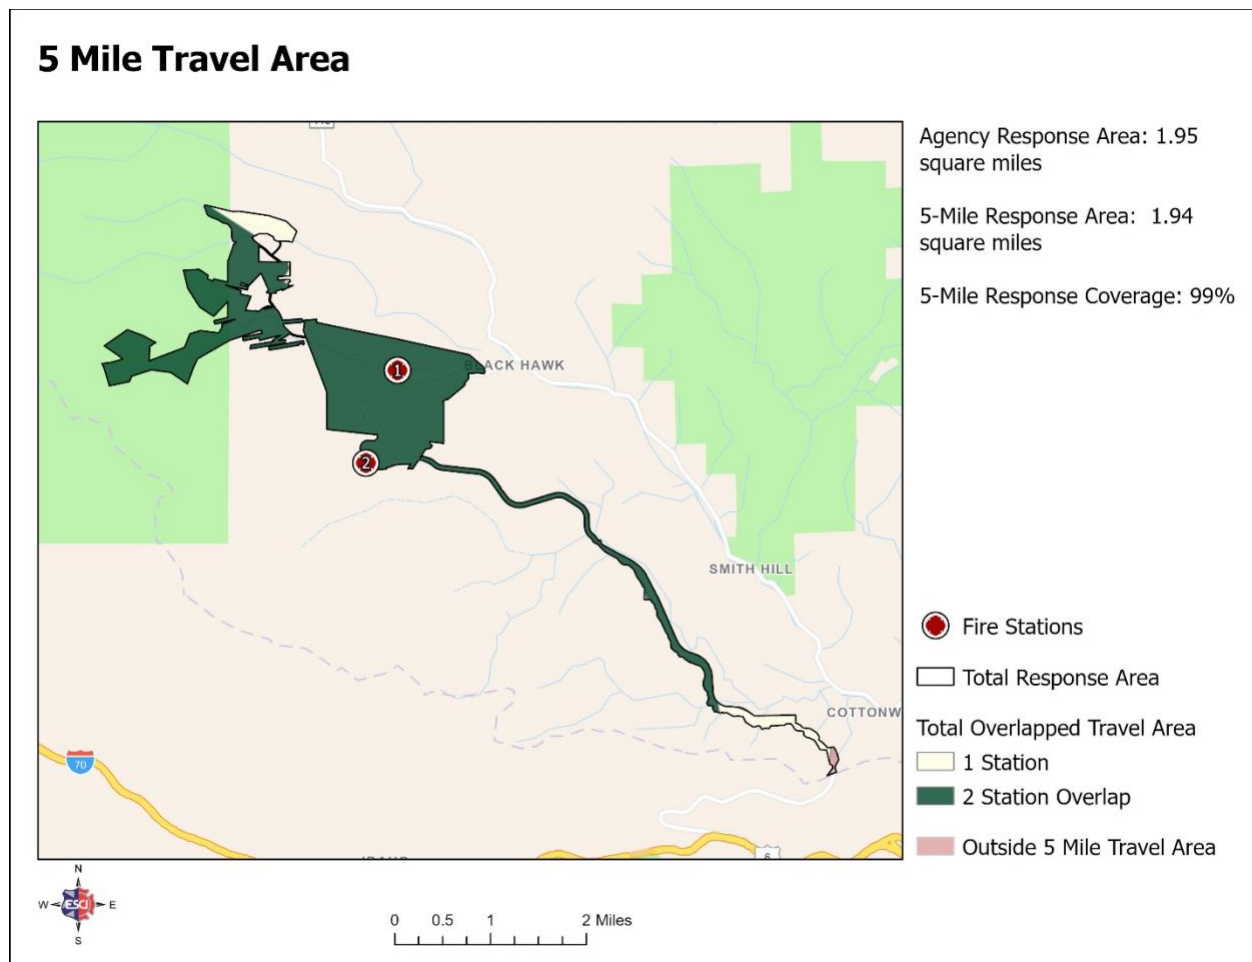 5 Mile Travel Area
Agency Response Area: 1.95
square miles
5-Mile Response Area: 1.94
square miles
5-Mile Response Coverage: 99%
1
BLACK HAWK
2
SMITH HILL
COTTONW
70
6
Fire Stations
Total Response Area
Total Overlapped Travel Area
1 Station
2 Station Overlap
Outside 5 Mile Travel Area
N
W E
ESCI
S
0 0.5 1 2 Miles